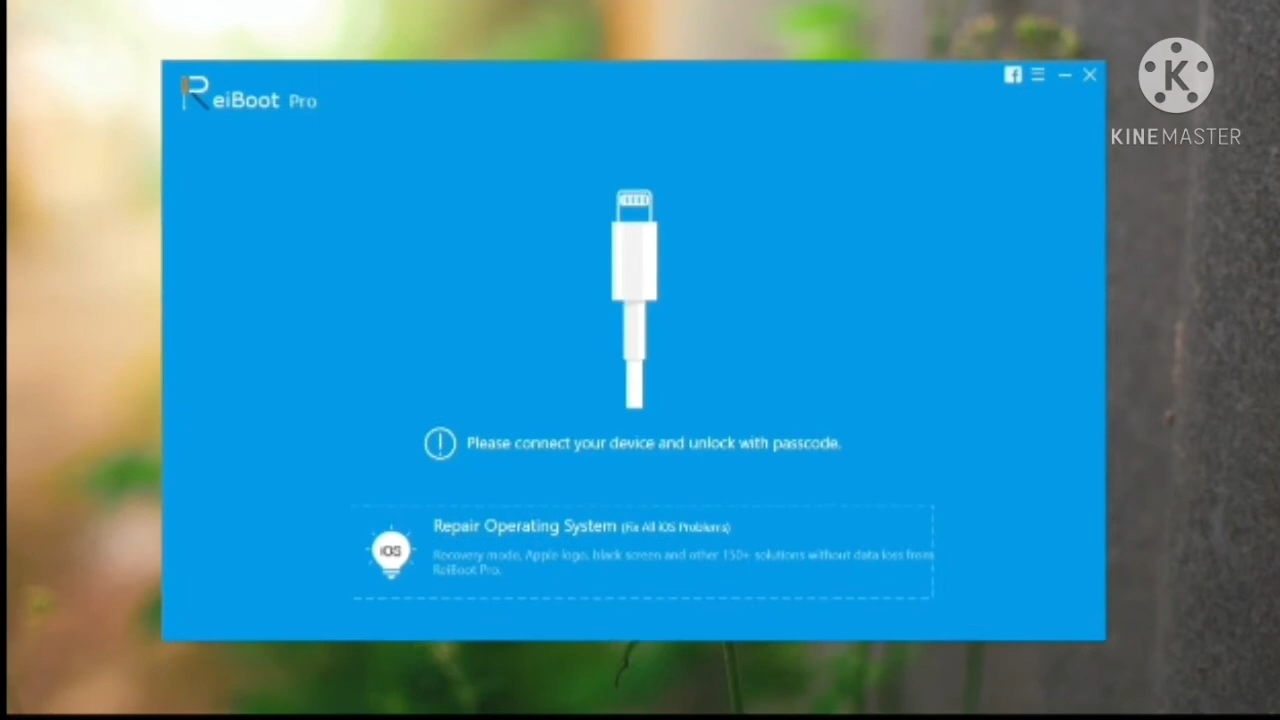 ReiBoot Pro
K
KINEMASTER
Please connect your device and unlock with passcode.
Repair Operating System (Fix All iOS Problems)
iOS
Recovery mode, Apple logo, black screen and other 150+ solutions without data loss from
ReiBoot Pro.